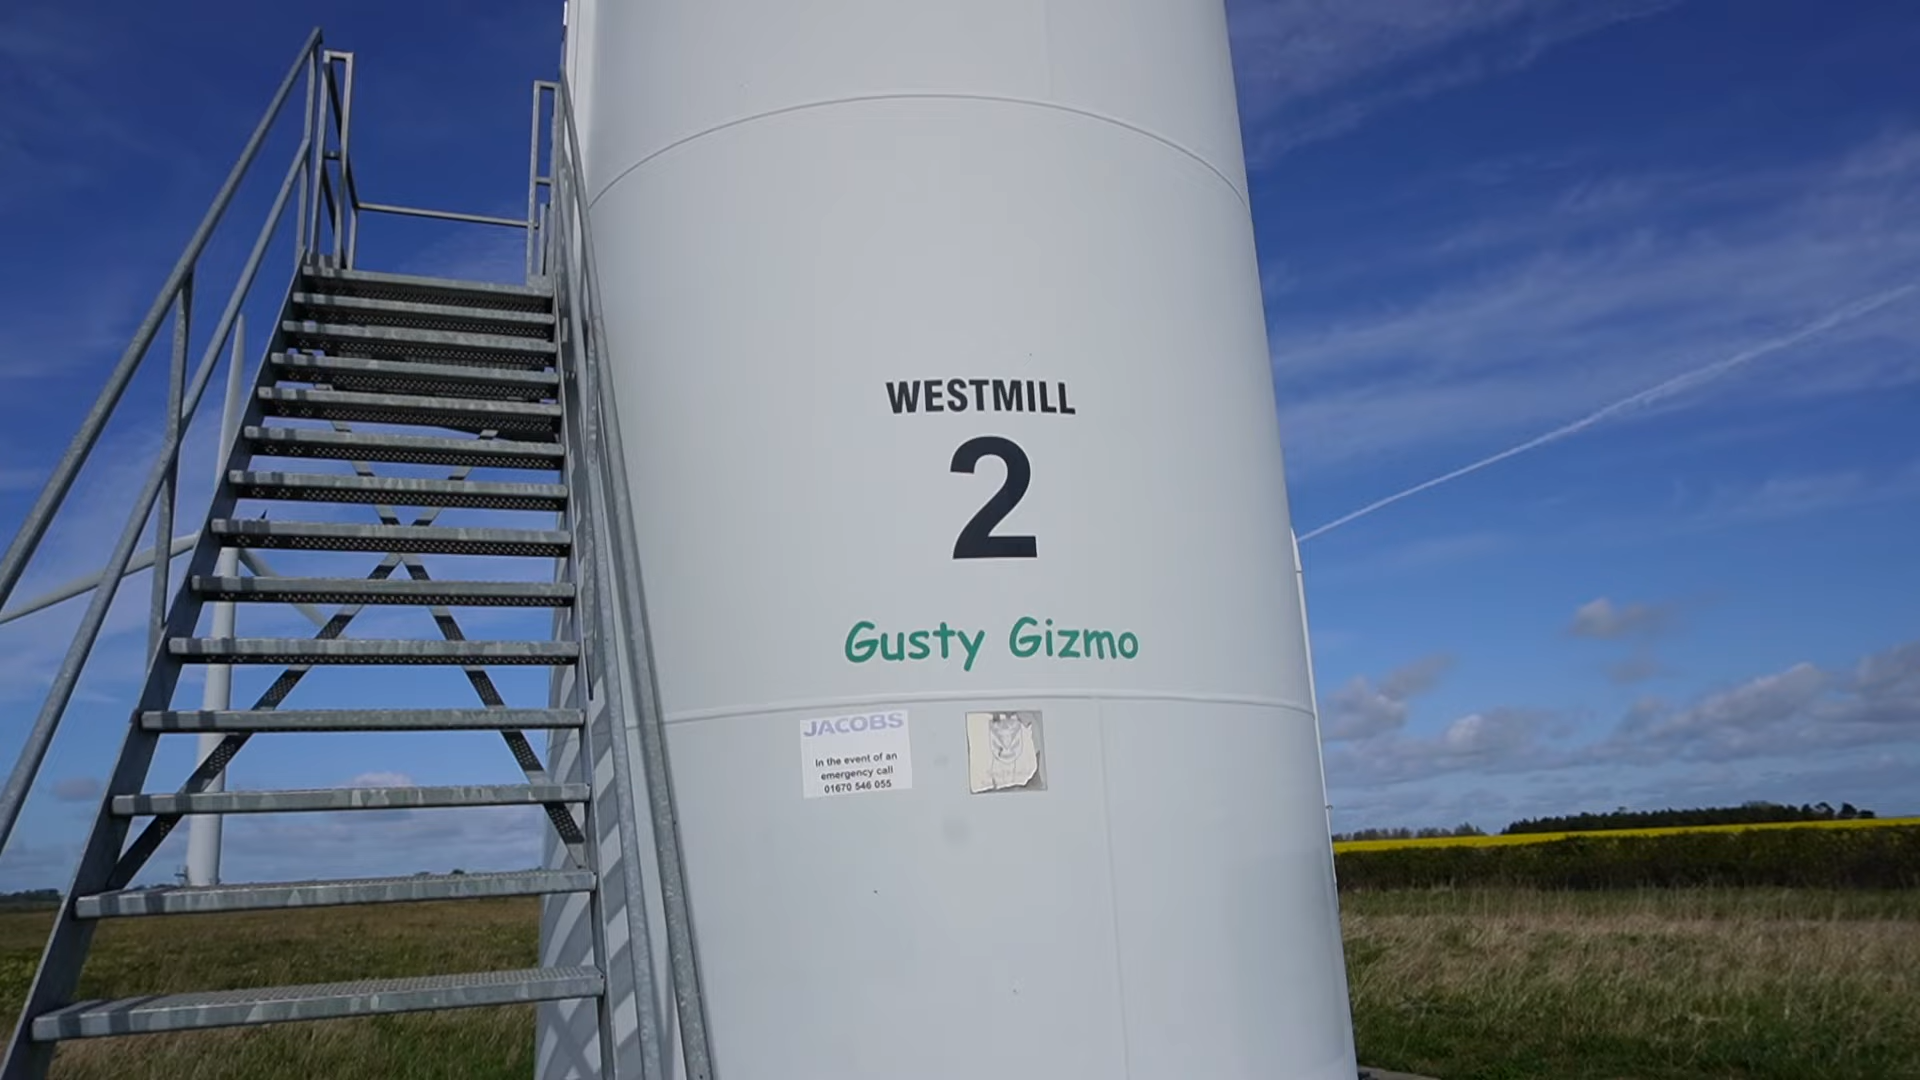 WESTMILL
2
Gusty Gizmo
JACOBS
In the event of an
emergency call
01670 546 055